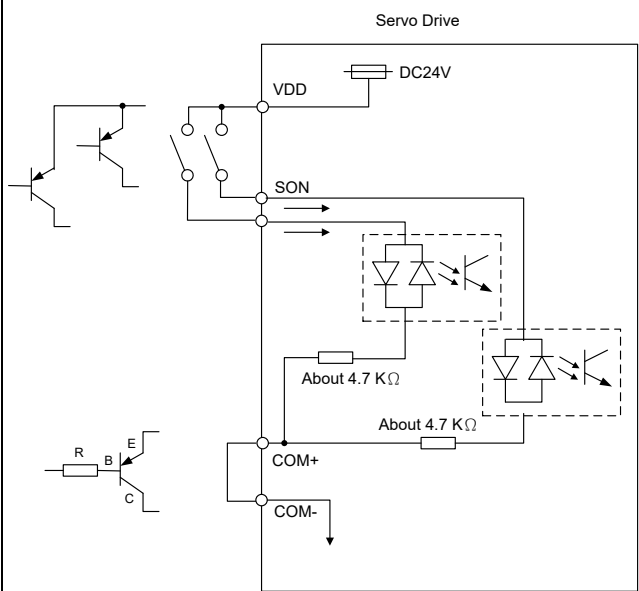 Servo Drive
DC24V
VDD
SON
About 4.7 KΩ
About 4.7 KΩ
COM+
COM-
R
B
E
C